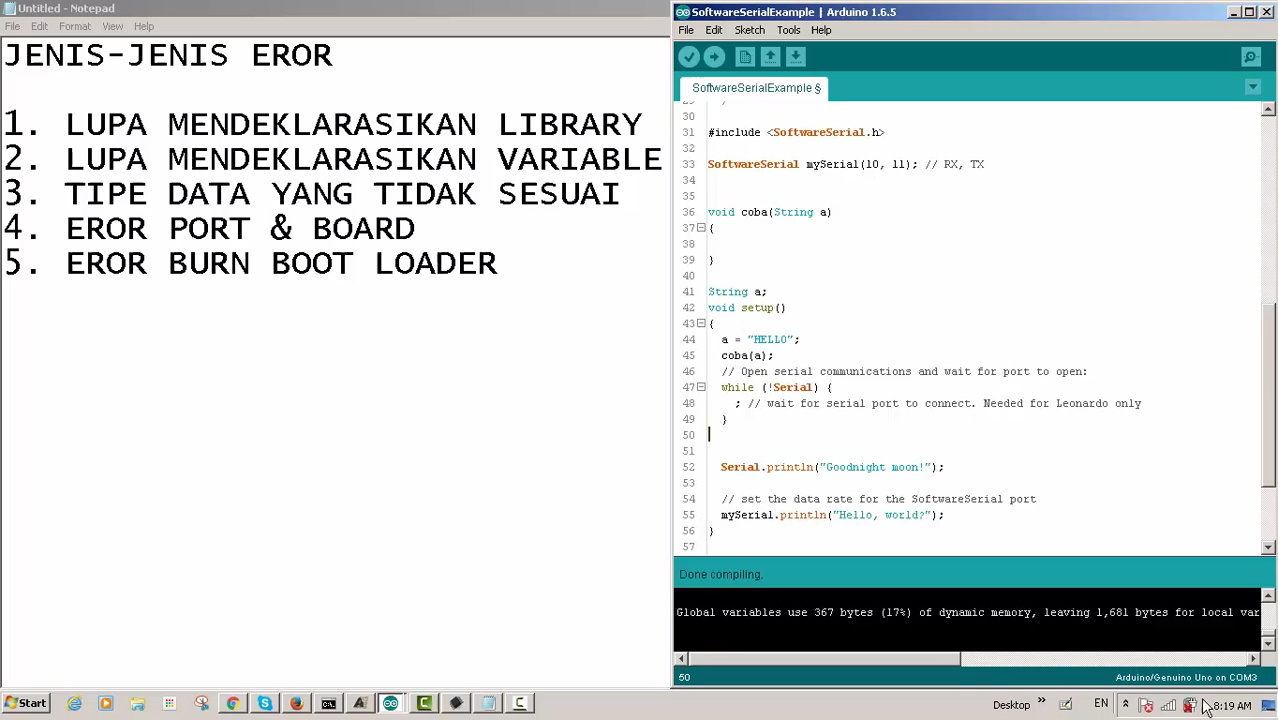 Untitled - Notepad
File Edit Format View Help
JENIS-JENIS EROR
1. LUPA MENDEKLARASIKAN LIBRARY
2. LUPA MENDEKLARASIKAN VARIABLE
3. TIPE DATA YANG TIDAK SESUAI
4. EROR PORT & BOARD
5. EROR BURN BOOT LOADER
SoftwareSerialExample | Arduino 1.6.5
File Edit Sketch Tools Help
SoftwareSerialExample §
30
31 #include <SoftwareSerial.h>
32
33 SoftwareSerial mySerial(10, 11); // RX, TX
34
35
36 void coba(String a)
37 {
38
39 }
40
41 String a;
42 void setup()
43 {
44 a = "HELLO";
45 coba(a);
46 // Open serial communications and wait for port to open:
47 while (!Serial) {
48 ; // wait for serial port to connect. Needed for Leonardo only
49 }
50
51
52 Serial.println("Goodnight moon!");
53
54 // set the data rate for the SoftwareSerial port
55 mySerial.println("Hello, world?");
56 }
57
Done compiling.
Global variables use 367 bytes (17%) of dynamic memory, leaving 1,681 bytes for local var
50 Arduino/Genuino Uno on COM3
Start Desktop » EN 8:19 AM